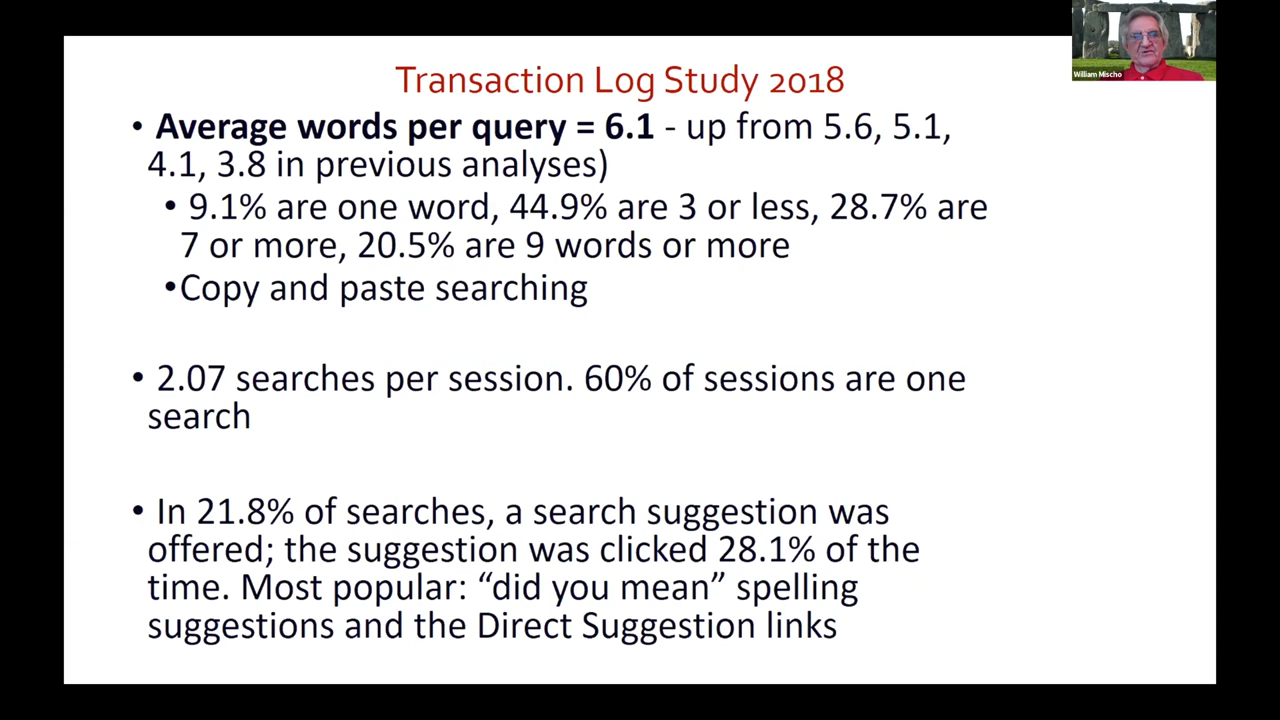 William Mischo
Transaction Log Study 2018
• Average words per query = 6.1 - up from 5.6, 5.1,
4.1, 3.8 in previous analyses)
• 9.1% are one word, 44.9% are 3 or less, 28.7% are
7 or more, 20.5% are 9 words or more
•Copy and paste searching
• 2.07 searches per session. 60% of sessions are one
search
• In 21.8% of searches, a search suggestion was
offered; the suggestion was clicked 28.1% of the
time. Most popular: “did you mean” spelling
suggestions and the Direct Suggestion links